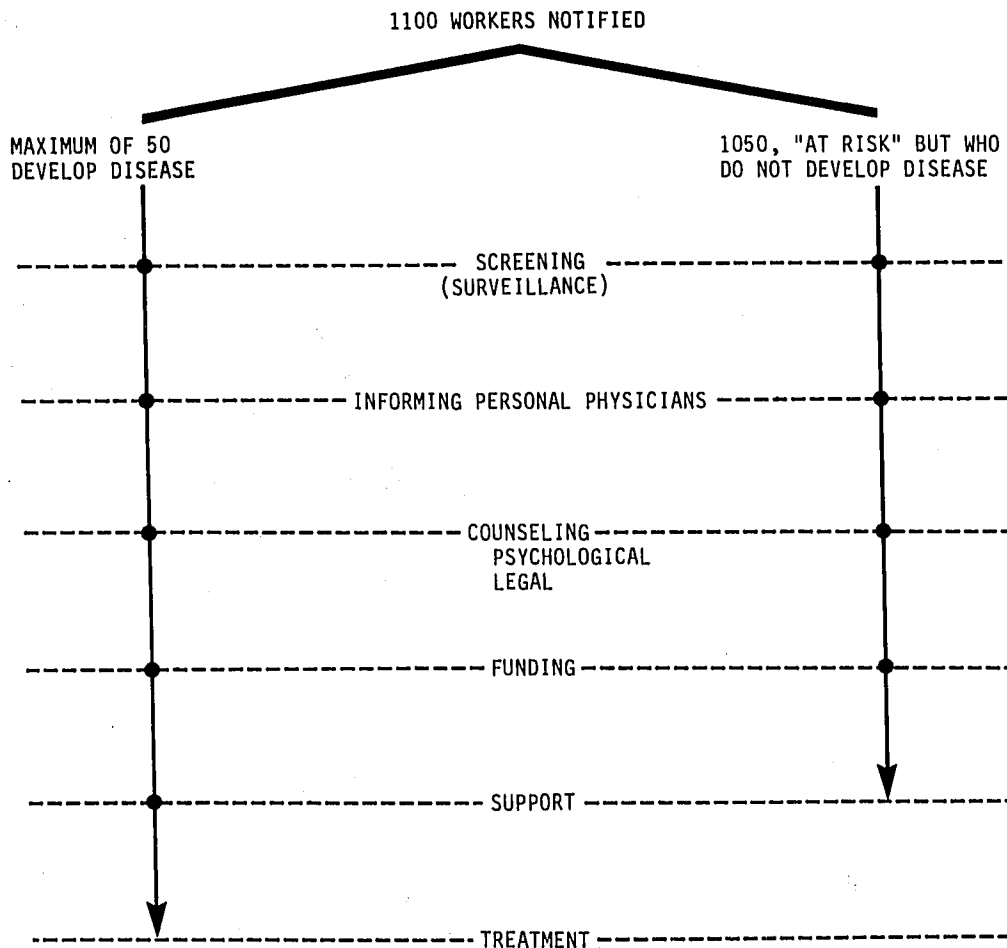 1100 WORKERS NOTIFIED
MAXIMUM OF 50
DEVELOP DISEASE
1050, "AT RISK" BUT WHO
DO NOT DEVELOP DISEASE
SCREENING
(SURVEILLANCE)
INFORMING PERSONAL PHYSICIANS
COUNSELING
PSYCHOLOGICAL
LEGAL
FUNDING
SUPPORT
TREATMENT